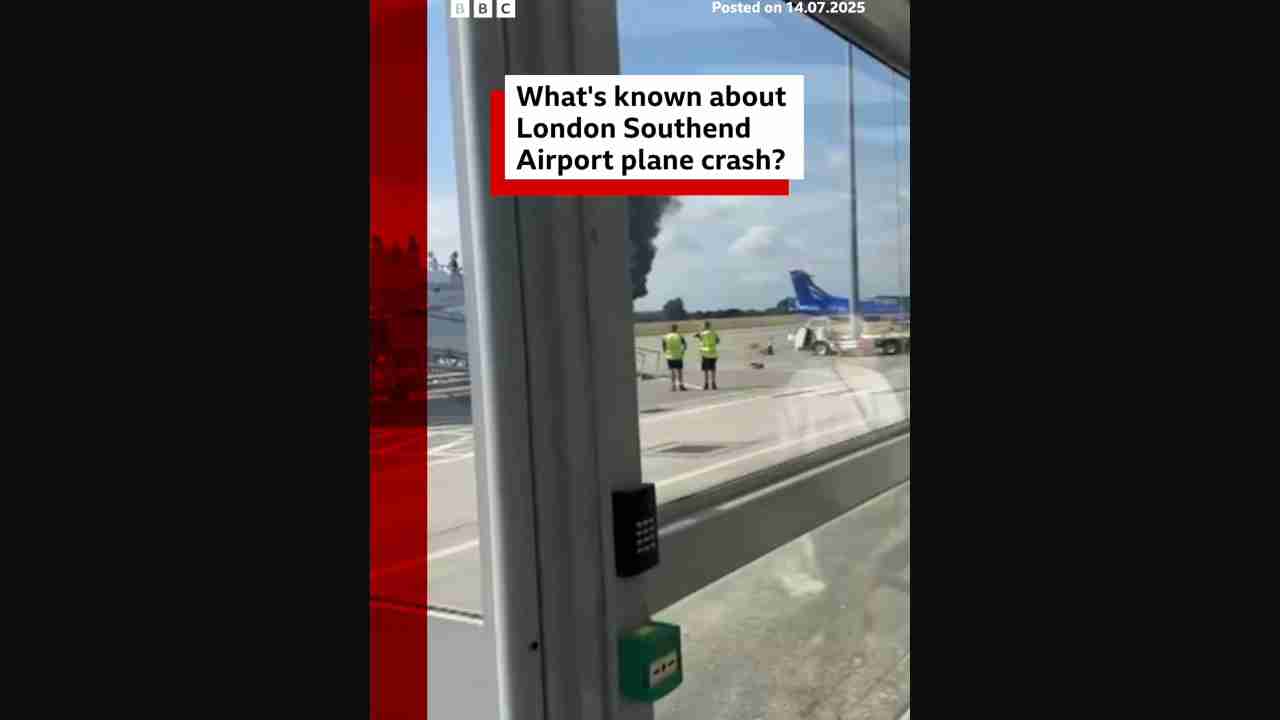 BBC
Posted on 14.07.2025
What's known about
London Southend
Airport plane crash?